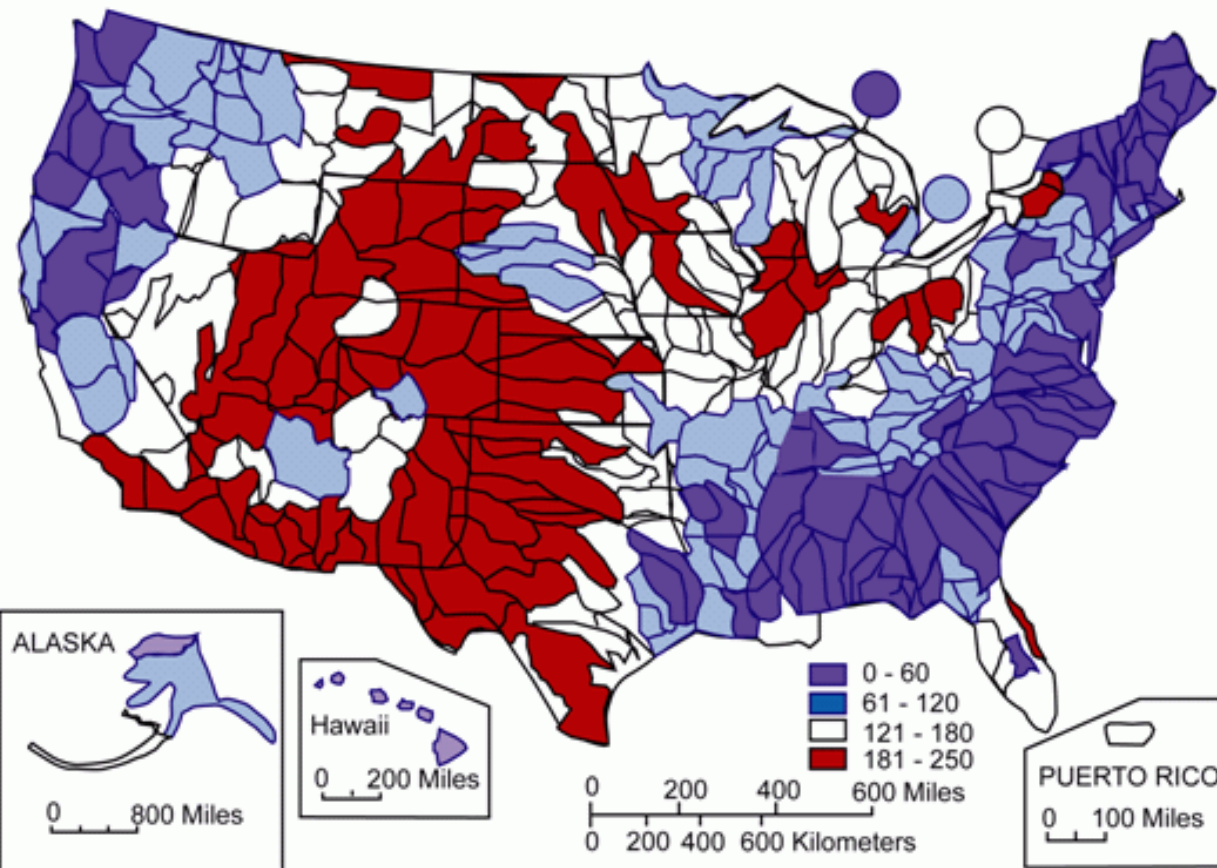 ALASKA
0 800 Miles
Hawaii
0 200 Miles
0 - 60
61 - 120
121 - 180
181 - 250
0 200 400 600 Miles
0 200 400 600 Kilometers
PUERTO RICO
0 100 Miles